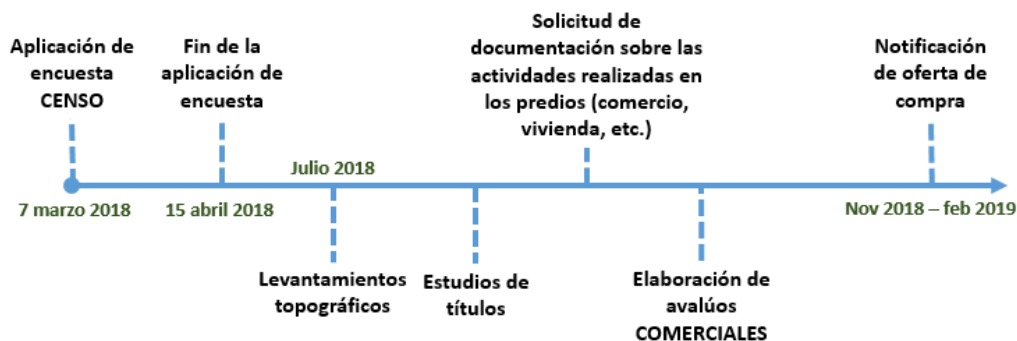 Aplicación de
encuesta
CENSO
Fin de la
aplicación de
encuesta
Solicitud de
documentación sobre las
actividades realizadas en
los predios (comercio,
vivienda, etc.)
Notificación
de oferta de
compra
Julio 2018
7 marzo 2018
15 abril 2018
Nov 2018 – feb 2019
Levantamientos
topográficos
Estudios de
títulos
Elaboración de
avalúos
COMERCIALES